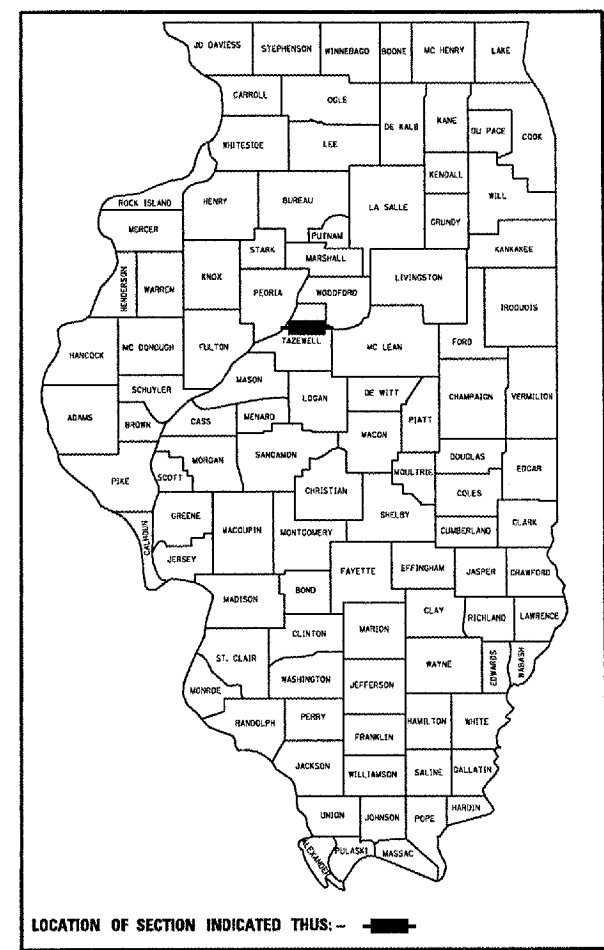 JO DAVIESS STEPHENSON WINNEBAGO BOONE MC HENRY LAKE
CARROLL OGLE
DE KALB KANE DU PAGE COOK
WHITESIDE LEE
KENDALL WILL
ROCK ISLAND HENRY BUREAU LA SALLE GRUNDY
MERCER PUTNAM KANKAKEE
STARK MARSHALL
HENDERSON WARREN KNOX PEORIA WOODFORD LIVINGSTON IROQUOIS
HANCOCK MC DONOUGH FULTON TAZEWELL MC LEAN FORD
SCHUYLER MASON LOGAN DE WITT CHAMPAIGN VERMILION
ADAMS BROWN CASS MENARD MACON PIATT
PIKE SCOTT MORGAN SANGAMON MOULTRIE DOUGLAS EDGAR
CHRISTIAN COLES
CALHOUN GREENE MACOUPIN MONTGOMERY SHELBY CUMBERLAND CLARK
JERSEY
FAYETTE EFFINGHAM JASPER CRAWFORD
MADISON BOND
CLINTON MARION CLAY RICHLAND LAWRENCE
ST. CLAIR WAYNE EDWARDS WABASH
WASHINGTON JEFFERSON
MONROE
RANDOLPH PERRY HAMILTON WHITE
FRANKLIN
JACKSON WILLIAMSON SALINE GALLATIN
UNION JOHNSON POPE HARDIN
ALEXANDER PULASKI MASSAC
LOCATION OF SECTION INDICATED THUS: -